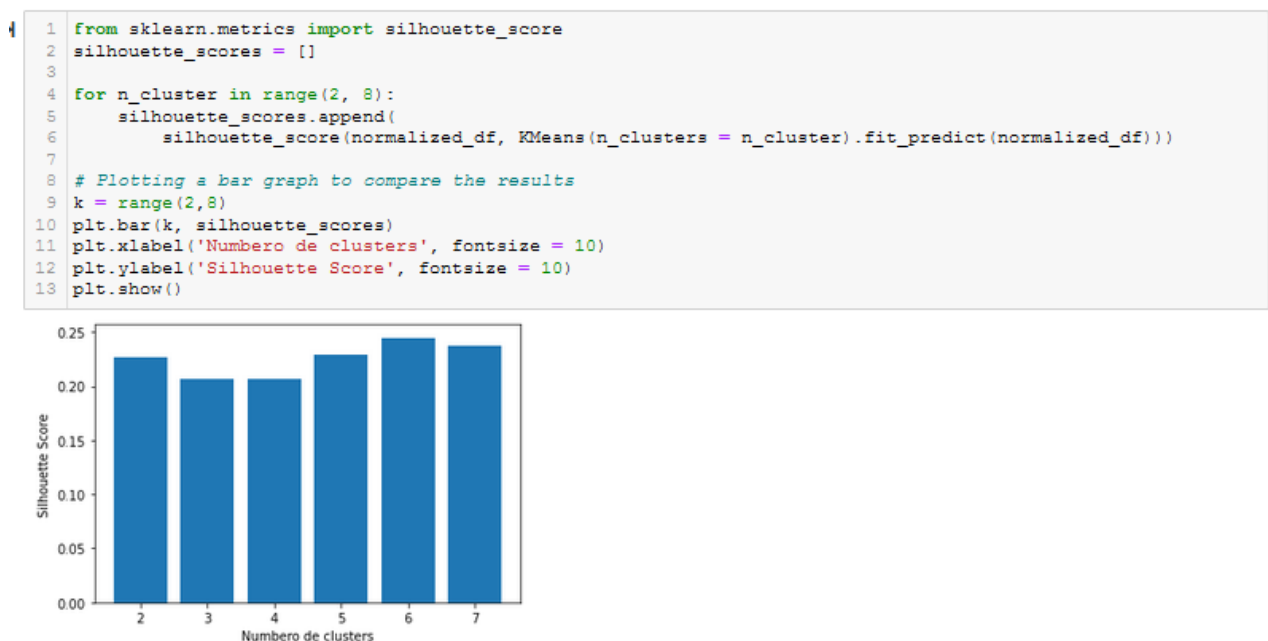 1 from sklearn.metrics import silhouette_score
2 silhouette_scores = []
3
4 for n_cluster in range(2, 8):
5     silhouette_scores.append(
6         silhouette_score(normalized_df, KMeans(n_clusters = n_cluster).fit_predict(normalized_df)))
7
8 # Plotting a bar graph to compare the results
9 k = range(2,8)
10 plt.bar(k, silhouette_scores)
11 plt.xlabel('Numbero de clusters', fontsize = 10)
12 plt.ylabel('Silhouette Score', fontsize = 10)
13 plt.show()
Silhouette Score
0.25
0.20
0.15
0.10
0.05
0.00
2 3 4 5 6 7
Numbero de clusters